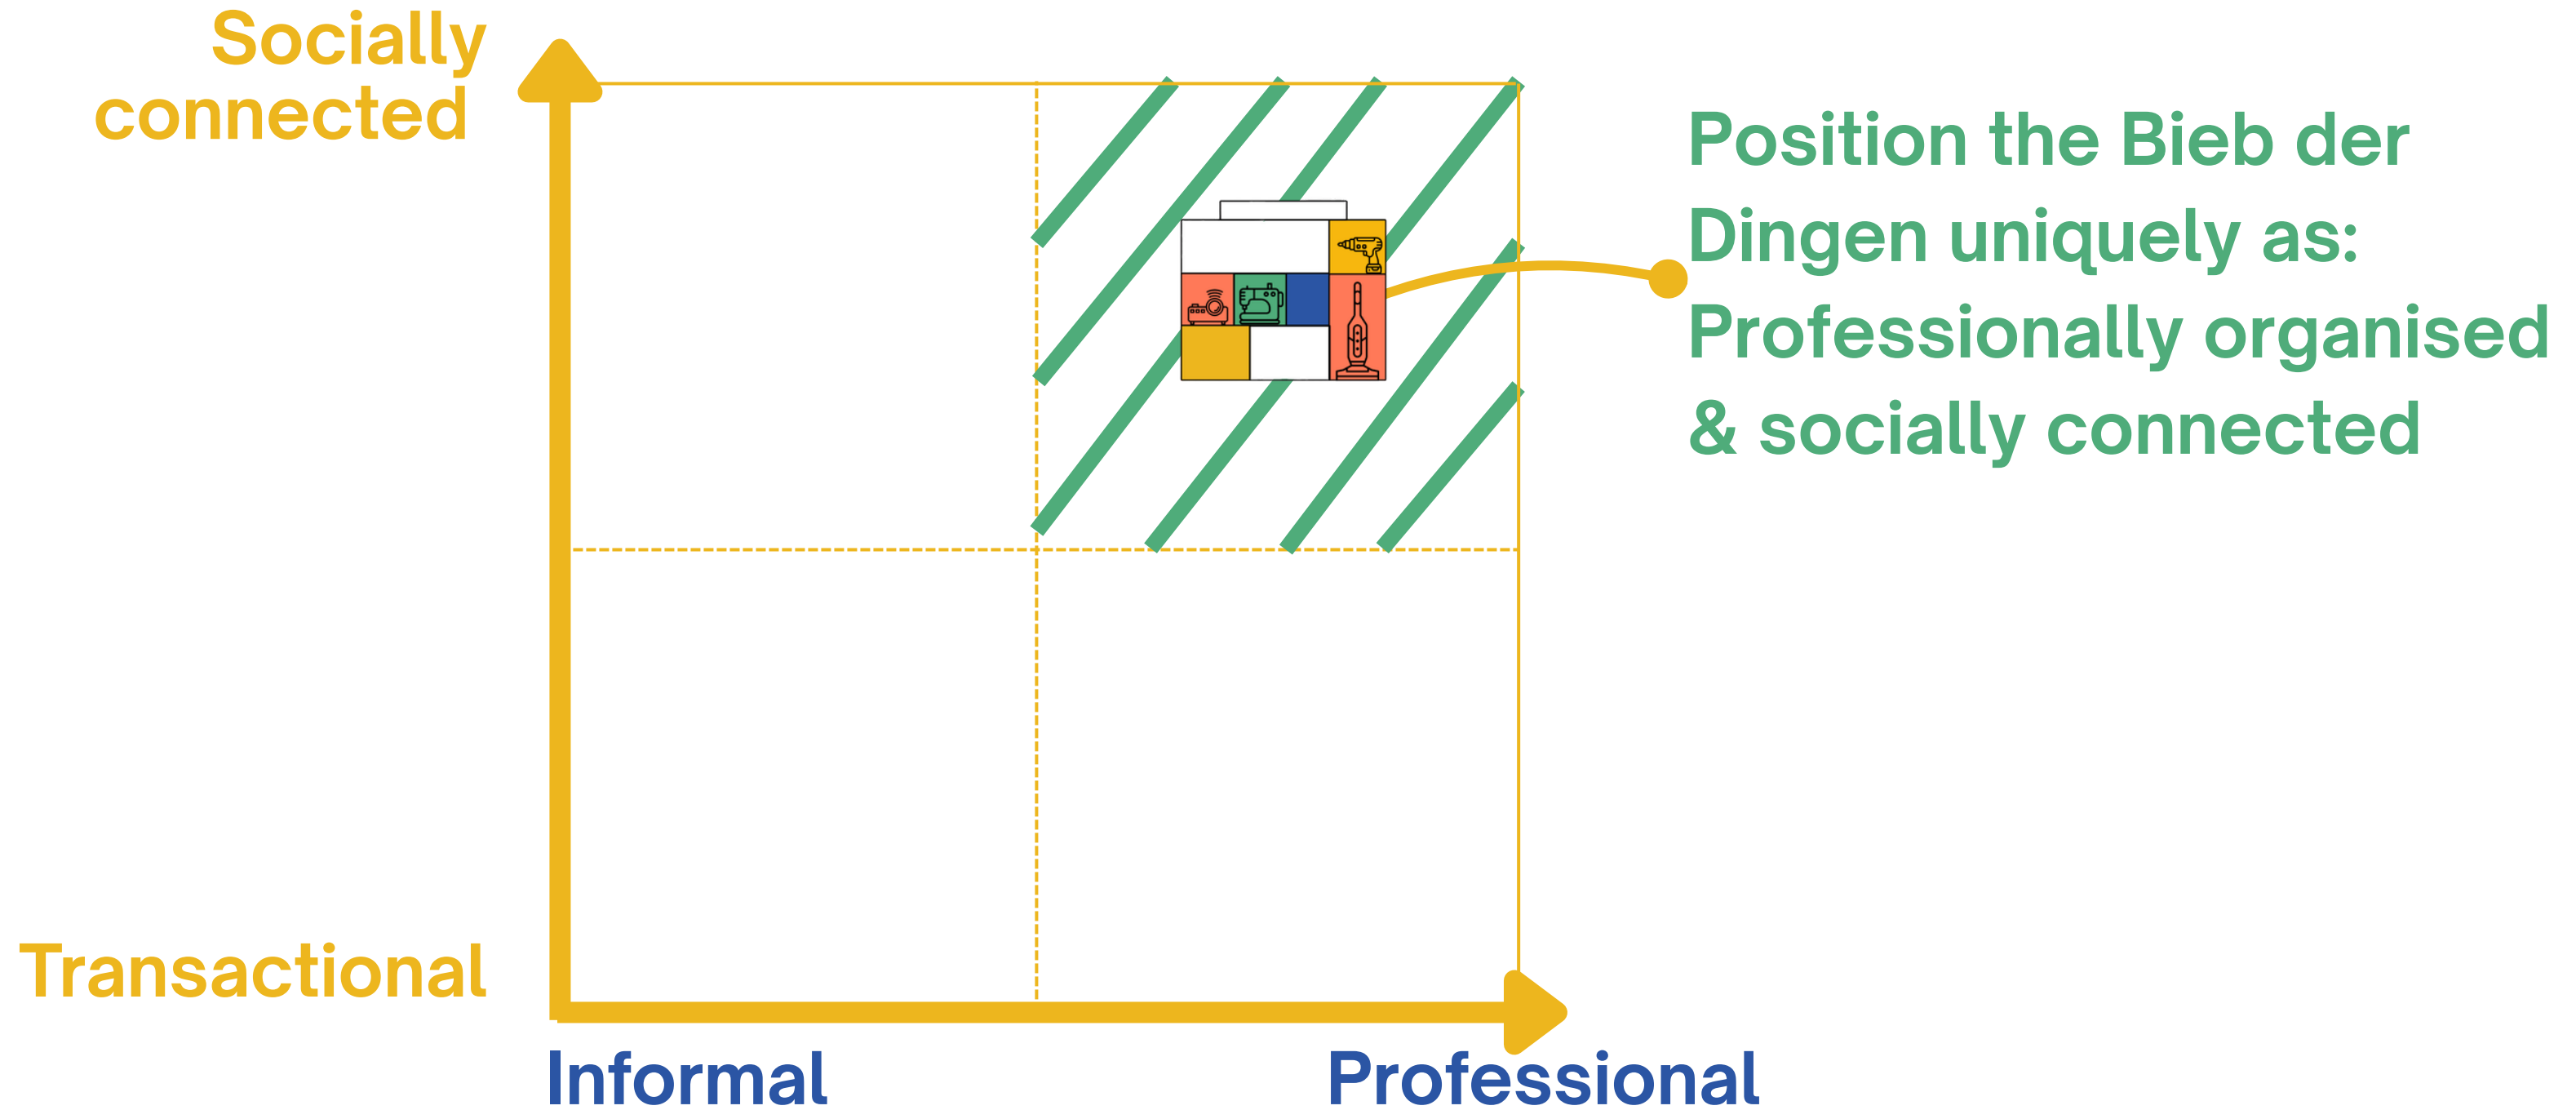 Socially
connected
Position the Bieb der
Dingen uniquely as:
Professionally organised
& socially connected
Transactional
Informal
Professional